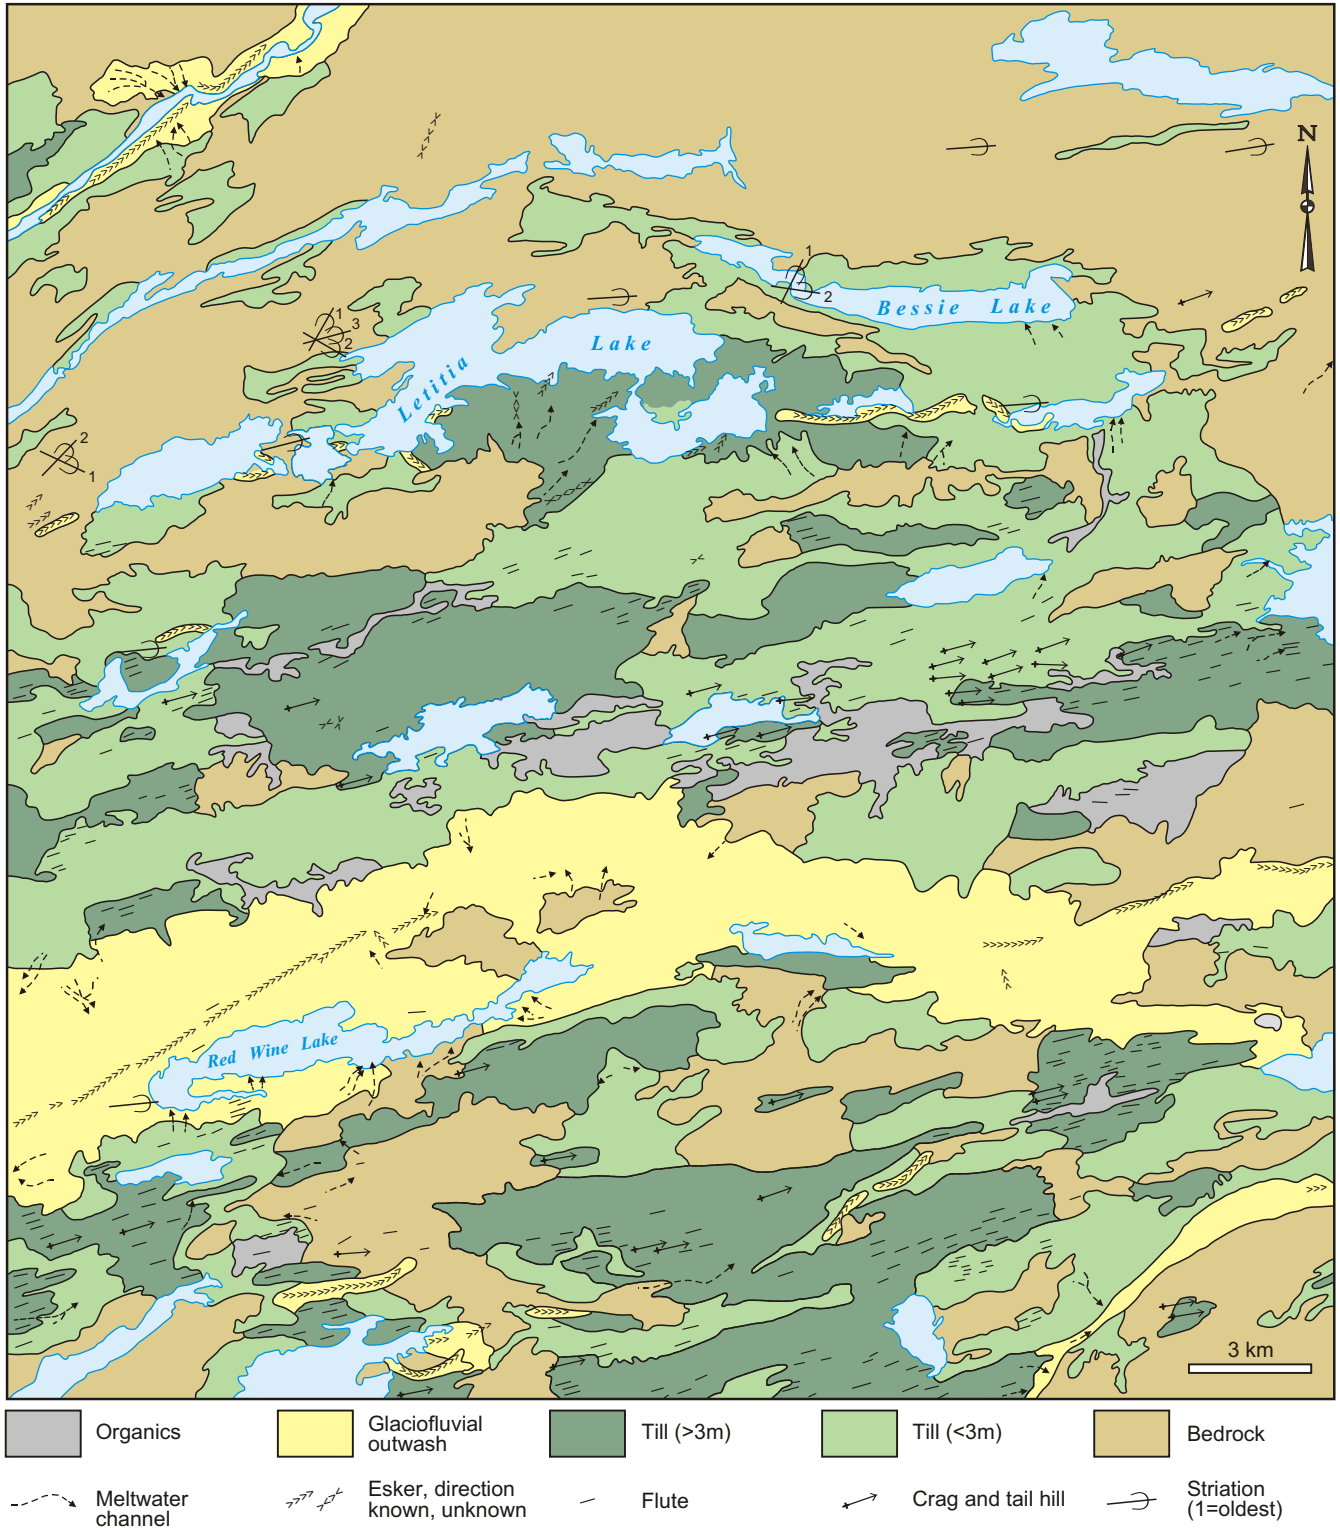 N
1
2
Bessie Lake
1
3
2
Lake
Letitia
2
1
Red Wine Lake
3 km
Organics
Glaciofluvial
outwash
Till (>3m)
Till (<3m)
Bedrock
Meltwater
channel
Esker, direction
known, unknown
Flute
Crag and tail hill
Striation
(1=oldest)